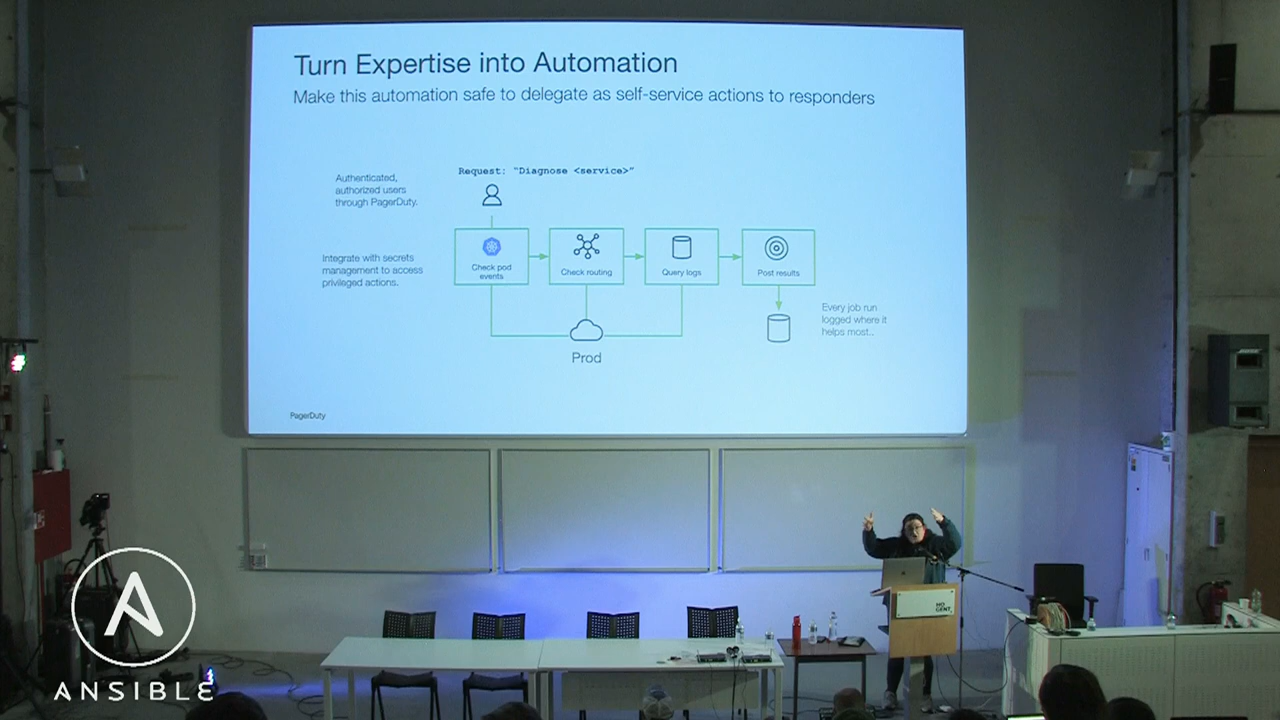 Turn Expertise into Automation
Make this automation safe to delegate as self-service actions to responders
Request: "Diagnose <service>"
Authenticated,
authorized users
through PagerDuty.
Integrate with secrets
management to access
privileged actions.
Check pod
events
Check routing
Query logs
Post results
Every job run
logged where it
helps most..
Prod
PagerDuty
HO
GENT
ANSIBLE